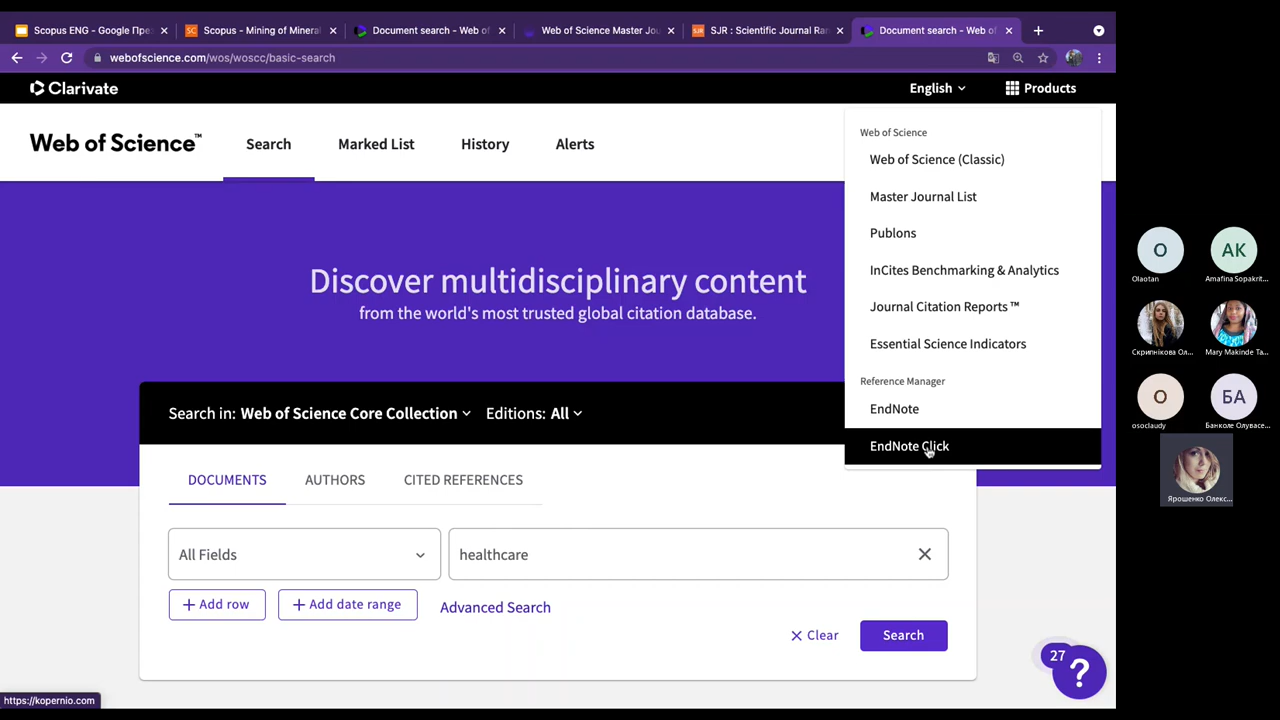 Scopus ENG - Google Пре
Scopus - Mining of Mineral
Document search - Web of
Web of Science Master Jou
SJR : Scientific Journal Ran
Document search - Web of
webofscience.com/wos/woscc/basic-search
Clarivate
English
Products
Web of Science™
Search
Marked List
History
Alerts
Web of Science
Web of Science (Classic)
Master Journal List
Publons
InCites Benchmarking & Analytics
Journal Citation Reports ™
Essential Science Indicators
Reference Manager
EndNote
EndNote Click
Discover multidisciplinary content
from the world's most trusted global citation database.
Search in: Web of Science Core Collection
Editions: All
DOCUMENTS
AUTHORS
CITED REFERENCES
All Fields
healthcare
+ Add row
+ Add date range
Advanced Search
Clear
Search
27
?
https://kopernio.com
O
AK
Olaotan
Amafina Sopakrit...
Скрипнікова Ол...
Mary Makinde Ta...
O
БА
osoclaudy
Банколе Олувасе...
Ярошенко Олекс...